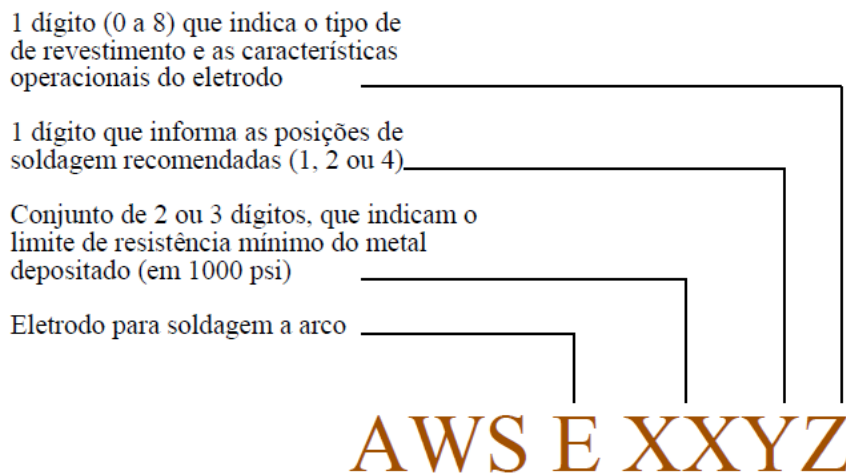 1 dígito (0 a 8) que indica o tipo de
de revestimento e as características
operacionais do eletrodo
1 dígito que informa as posições de
soldagem recomendadas (1, 2 ou 4)
Conjunto de 2 ou 3 dígitos, que indicam o
limite de resistência mínimo do metal
depositado (em 1000 psi)
Eletrodo para soldagem a arco
AWS E XXYZ